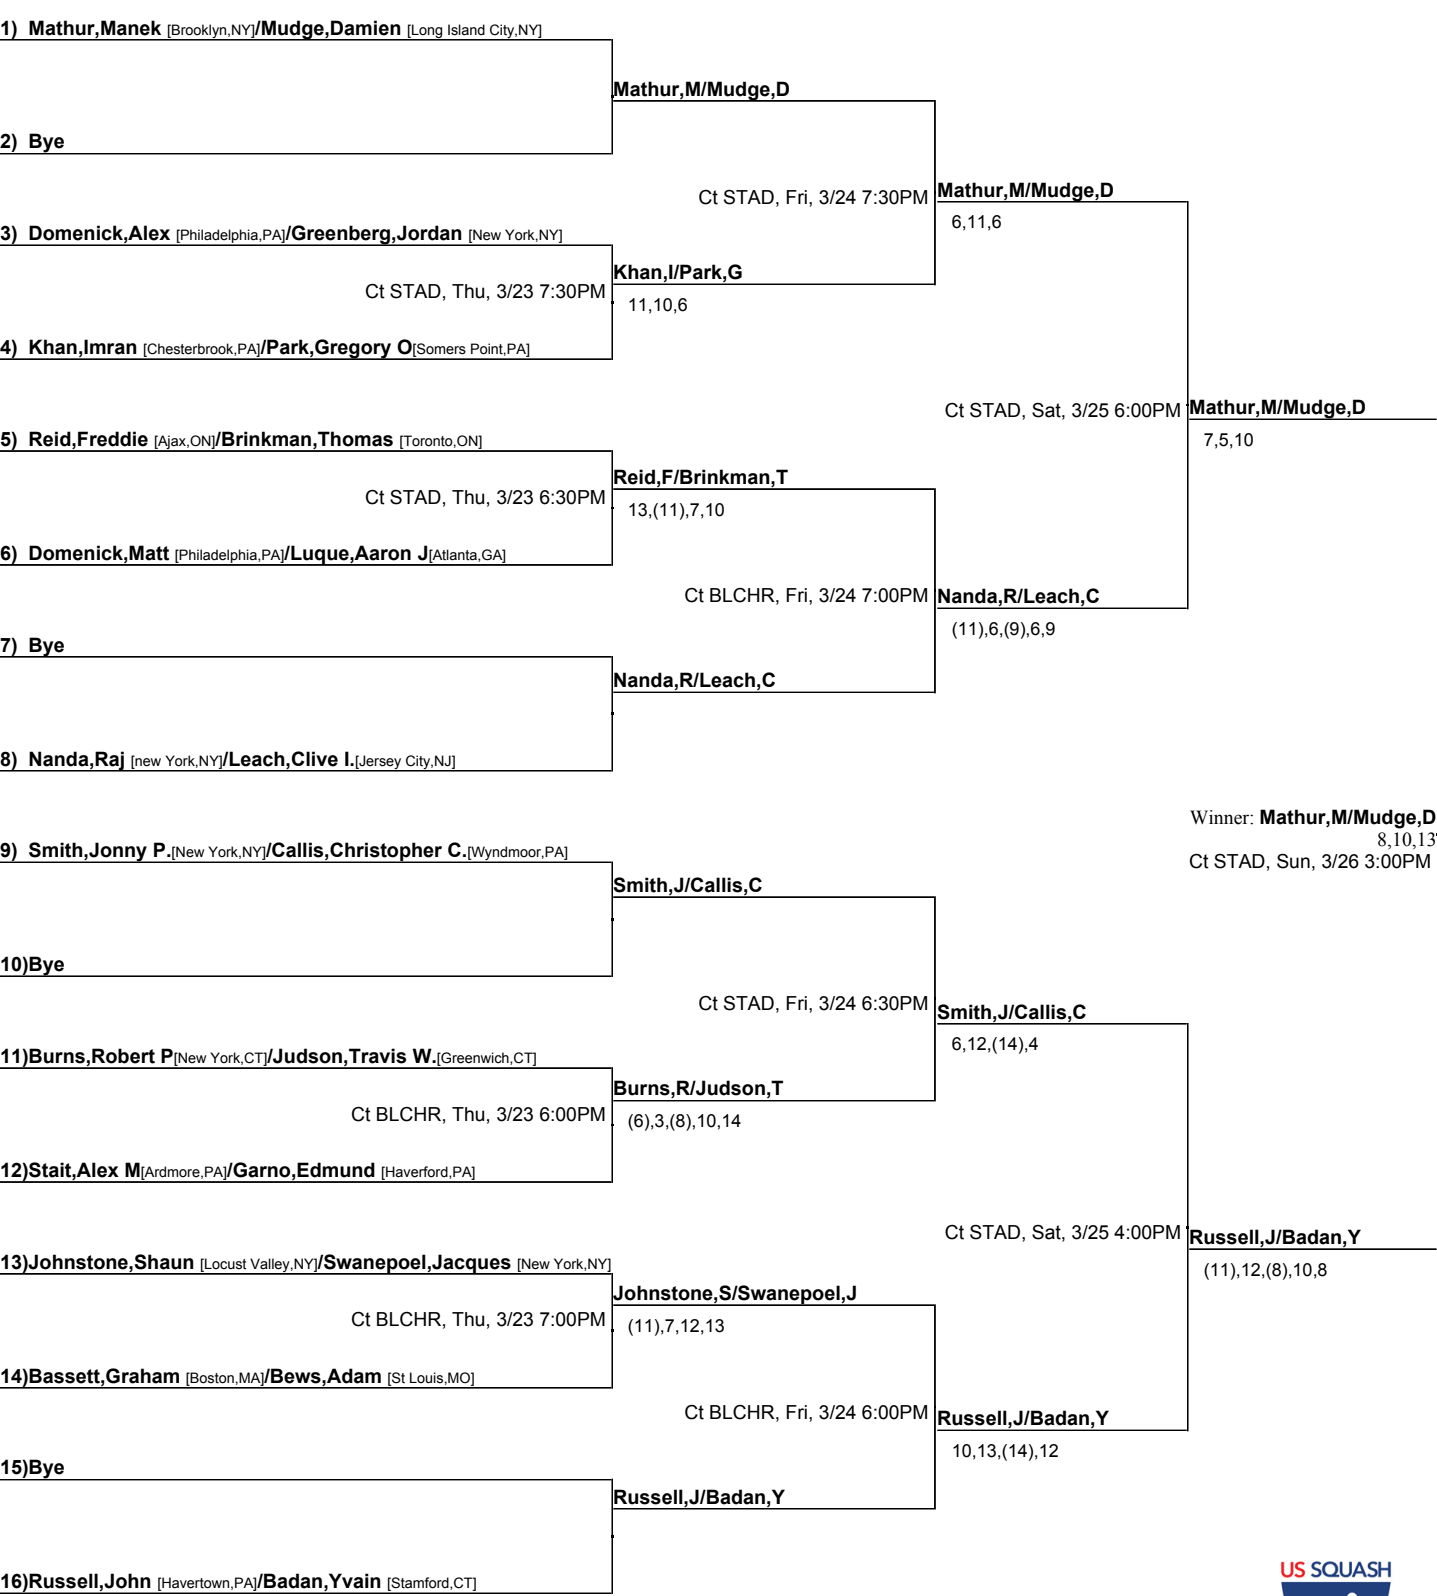 1) Mathur,Manek [Brooklyn,NY]/Mudge,Damien [Long Island City,NY]
Mathur,M/Mudge,D
2) Bye
Ct STAD, Fri, 3/24 7:30PM
Mathur,M/Mudge,D
6,11,6
3) Domenick,Alex [Philadelphia,PA]/Greenberg,Jordan [New York,NY]
Khan,I/Park,G
Ct STAD, Thu, 3/23 7:30PM
11,10,6
4) Khan,Imran [Chesterbrook,PA]/Park,Gregory O[Somers Point,PA]
Ct STAD, Sat, 3/25 6:00PM
Mathur,M/Mudge,D
7,5,10
5) Reid,Freddie [Ajax,ON]/Brinkman,Thomas [Toronto,ON]
Reid,F/Brinkman,T
Ct STAD, Thu, 3/23 6:30PM
13,(11),7,10
6) Domenick,Matt [Philadelphia,PA]/Luque,Aaron J[Atlanta,GA]
Ct BLCHR, Fri, 3/24 7:00PM
Nanda,R/Leach,C
(11),6,(9),6,9
7) Bye
Nanda,R/Leach,C
8) Nanda,Raj [new York,NY]/Leach,Clive I.[Jersey City,NJ]
Winner: Mathur,M/Mudge,D
8,10,13
Ct STAD, Sun, 3/26 3:00PM
9) Smith,Jonny P.[New York,NY]/Callis,Christopher C.[Wyndmoor,PA]
Smith,J/Callis,C
10)Bye
Ct STAD, Fri, 3/24 6:30PM
Smith,J/Callis,C
6,12,(14),4
11)Burns,Robert P[New York,CT]/Judson,Travis W.[Greenwich,CT]
Burns,R/Judson,T
Ct BLCHR, Thu, 3/23 6:00PM
(6),3,(8),10,14
12)Stait,Alex M[Ardmore,PA]/Garno,Edmund [Haverford,PA]
Ct STAD, Sat, 3/25 4:00PM
Russell,J/Badan,Y
(11),12,(8),10,8
13)Johnstone,Shaun [Locust Valley,NY]/Swanepoel,Jacques [New York,NY]
Johnstone,S/Swanepoel,J
Ct BLCHR, Thu, 3/23 7:00PM
(11),7,12,13
14)Bassett,Graham [Boston,MA]/Bews,Adam [St Louis,MO]
Ct BLCHR, Fri, 3/24 6:00PM
Russell,J/Badan,Y
10,13,(14),12
15)Bye
Russell,J/Badan,Y
16)Russell,John [Havertown,PA]/Badan,Yvain [Stamford,CT]
US SQUASH